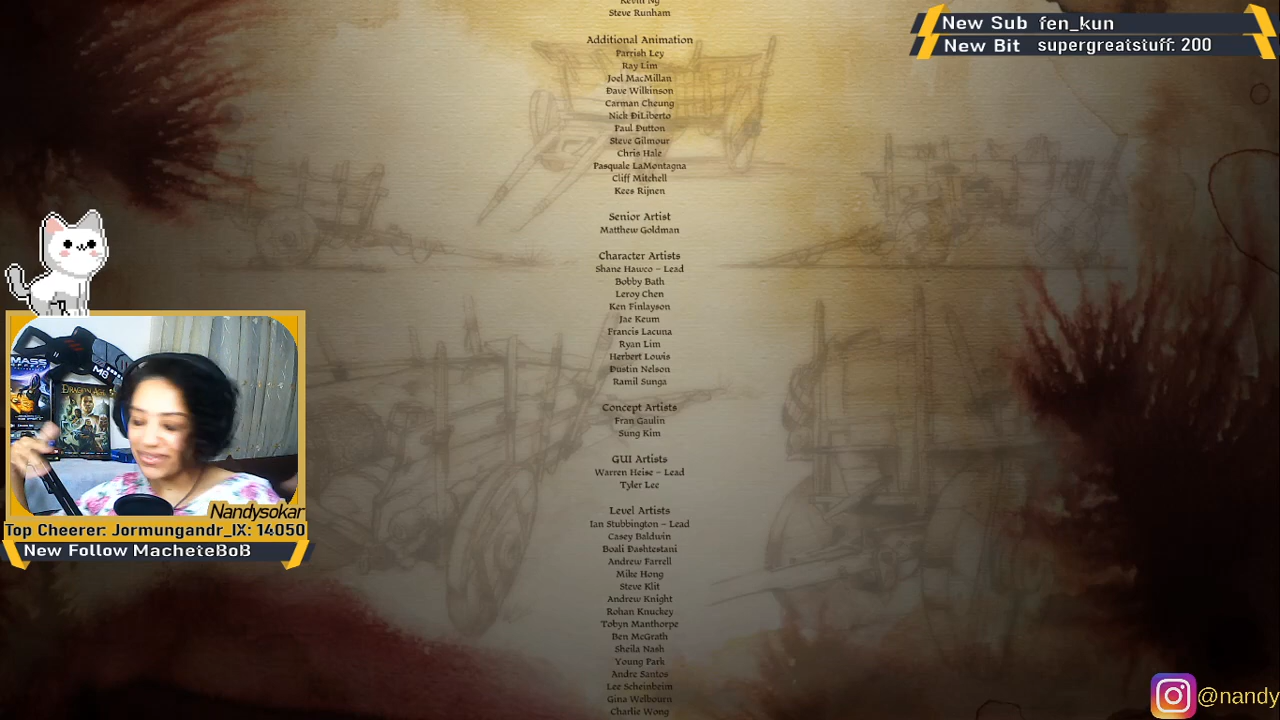 Steve Runham
Additional Animation
Parrish Ley
Ray Lim
Joel MacMillan
Dave Wilkinson
Carman Cheung
Nick DiLiberto
Paul Dutton
Steve Gilmour
Chris Hale
Pasquale LaMontagna
Cliff Mitchell
Kees Rijnen
Senior Artist
Matthew Goldman
Character Artists
Shane Hawco – Lead
Bobby Bath
Leroy Chen
Ken Finlayson
Jae Keum
Francis Lacuna
Ryan Lim
Herbert Lowis
Dustin Nelson
Ramil Sunga
Concept Artists
Fran Gaulin
Sung Kim
GUI Artists
Warren Heise – Lead
Tyler Lee
Level Artists
Ian Stubbington – Lead
Casey Baldwin
Boali Dashtestani
Andrew Farrell
Mike Hong
Steve Klit
Andrew Knight
Rohan Knuckey
Tobyn Manthorpe
Ben McGrath
Sheila Nash
Young Park
Andre Santos
Lee Scheinbeim
Gina Welbourn
Charlie Wong
New Sub fen_kun
New Bit supergreatstuff: 200
MASS
M6
DRAGON AGE
Nandysokar
Top Cheerer: Jormungandr_IX: 14050
New Follow MacheteBoB
@nandy